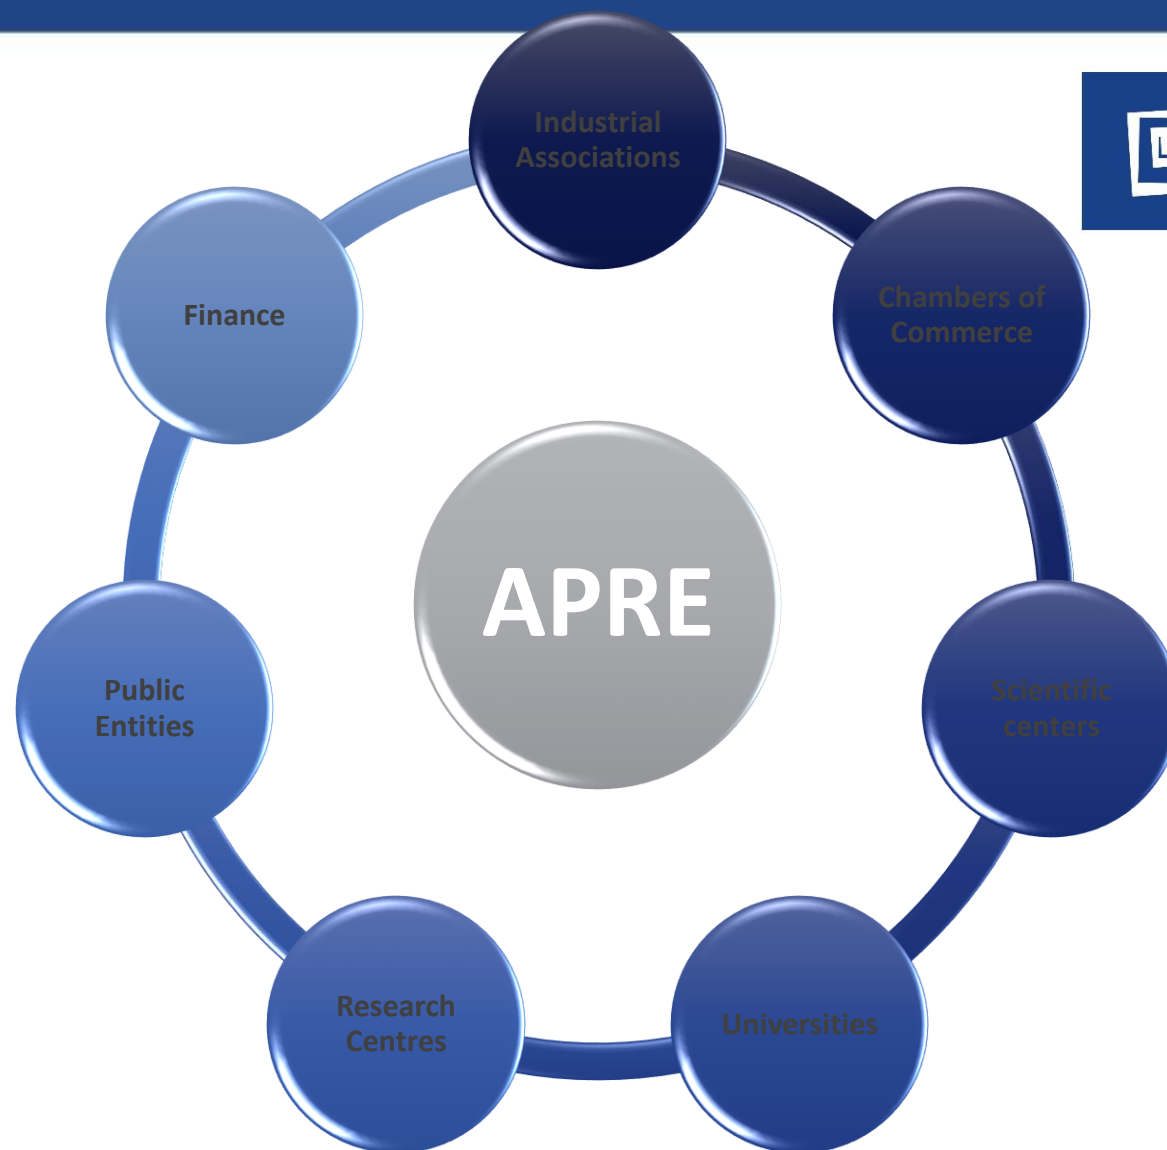 Industrial
Associations
Chambers of
Commerce
Finance
APRE
Scientific
centers
Public
Entities
Universities
Research
Centres